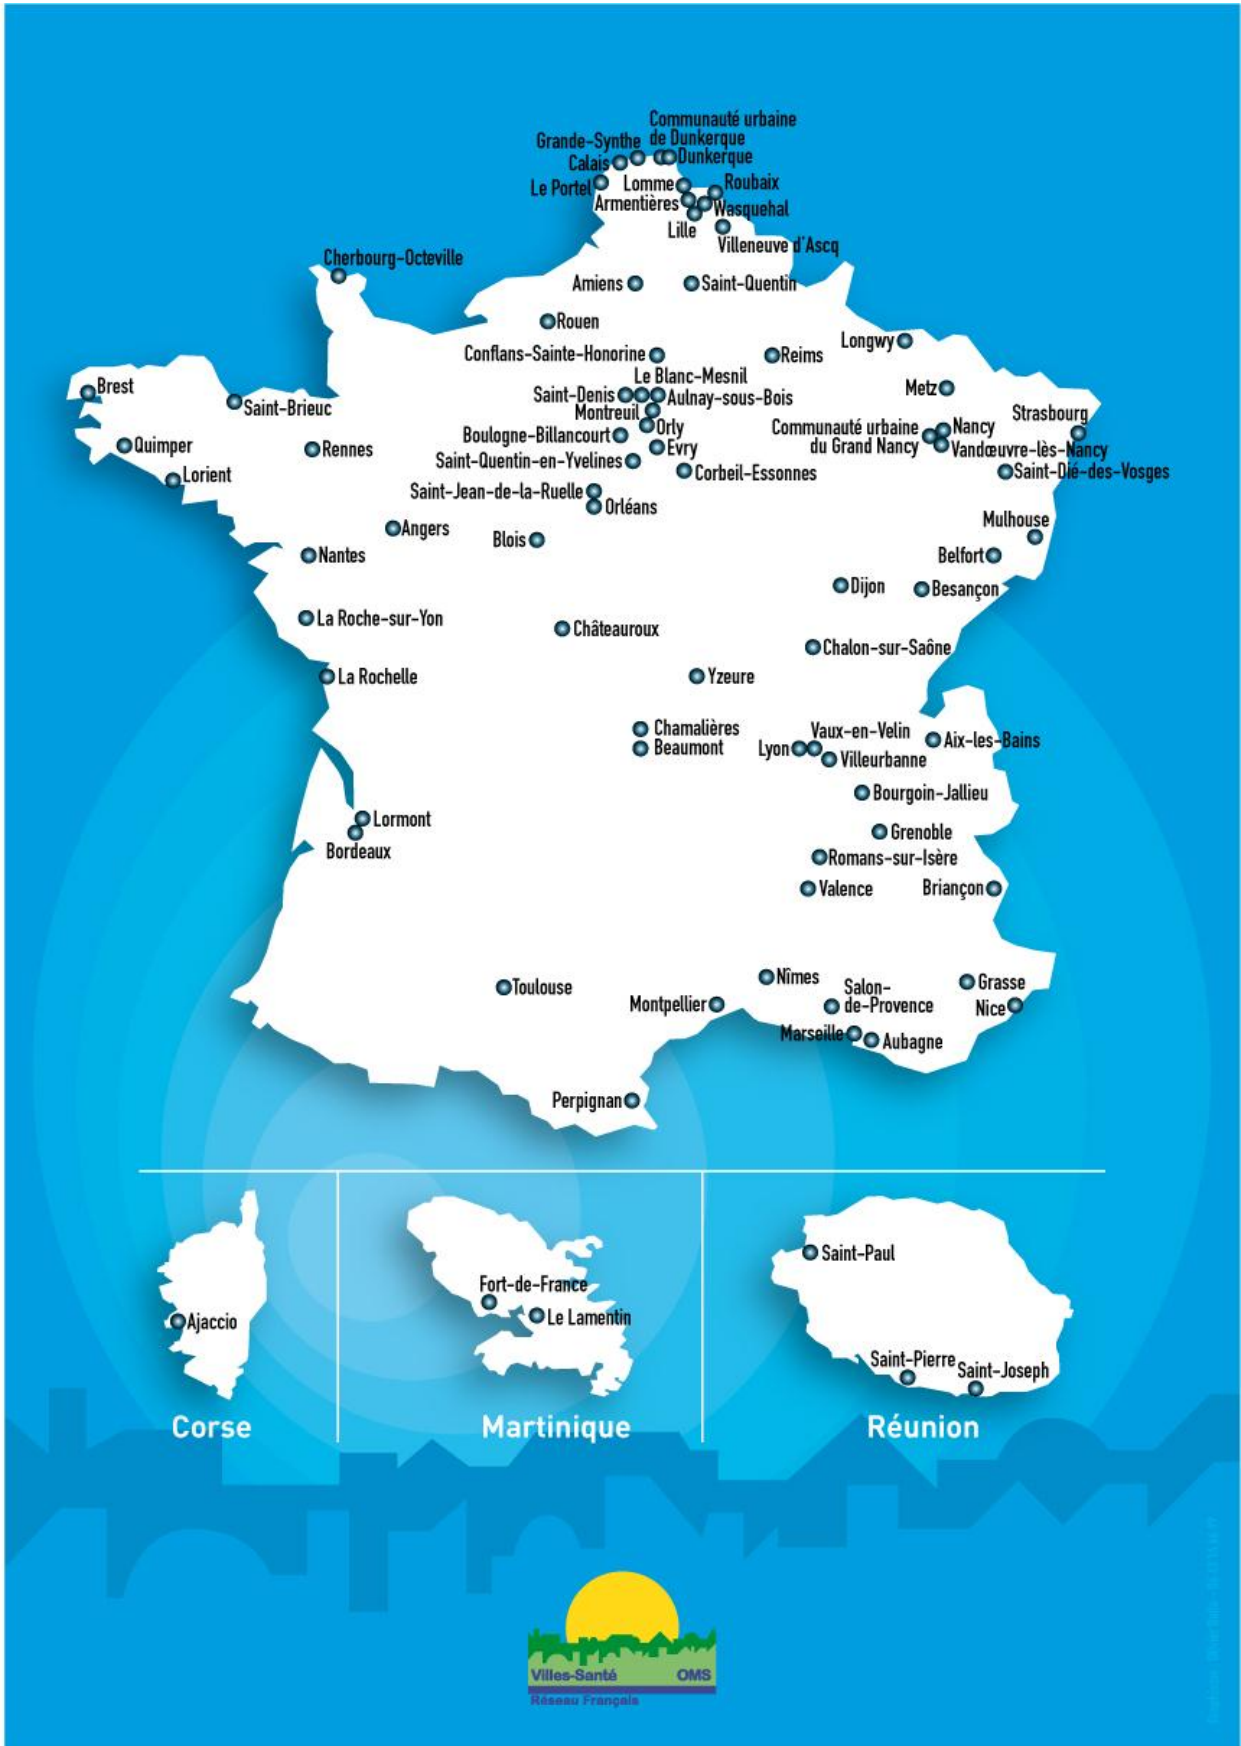 Communauté urbaine
de Dunkerque
Grande-Synthe
Dunkerque
Calais
Le Portel
Lomme
Roubaix
Armentières
Wasquehal
Lille
Villeneuve d'Ascq
Cherbourg-Octeville
Amiens
Saint-Quentin
Rouen
Longwy
Conflans-Sainte-Honorine
Reims
Le Blanc-Mesnil
Brest
Metz
Saint-Denis
Aulnay-sous-Bois
Saint-Brieuc
Montreuil
Strasbourg
Orly
Communauté urbaine
du Grand Nancy
Nancy
Boulogne-Billancourt
Quimper
Rennes
Evry
Vandœuvre-lès-Nancy
Saint-Quentin-en-Yvelines
Lorient
Corbeil-Essonnes
Saint-Dié-des-Vosges
Saint-Jean-de-la-Ruelle
Orléans
Mulhouse
Angers
Blois
Nantes
Belfort
Dijon
Besançon
La Roche-sur-Yon
Châteauroux
Chalon-sur-Saône
La Rochelle
Yzeure
Chamalières
Vaux-en-Velin
Beaumont
Lyon
Aix-les-Bains
Villeurbanne
Bourgoin-Jallieu
Lormont
Grenoble
Bordeaux
Romans-sur-Isère
Valence
Briançon
Nîmes
Toulouse
Salon-
de-Provence
Grasse
Montpellier
Nice
Marseille
Aubagne
Perpignan
Saint-Paul
Fort-de-France
Ajaccio
Le Lamentin
Saint-Pierre
Saint-Joseph
Corse
Martinique
Réunion
Villes-Santé OMS
Réseau Français